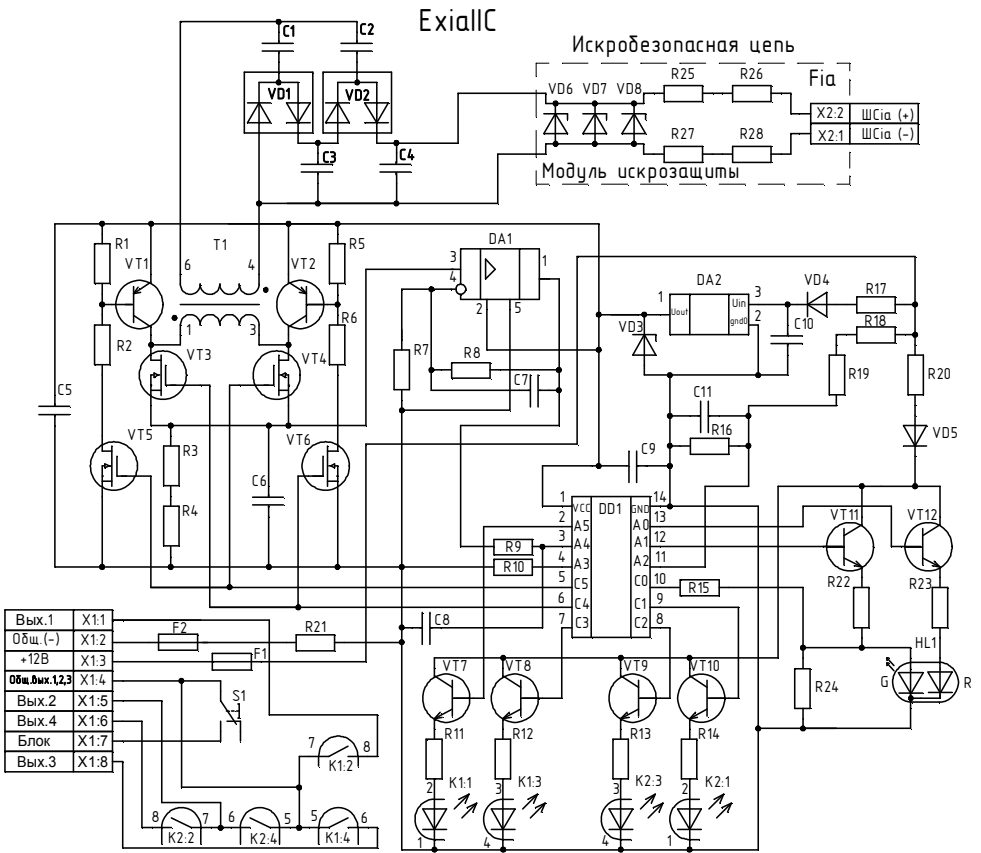 ExiaIIC
C1 C2
Искробезопасная цепь
VD1 VD2
VD6 VD7 VD8 R25 R26 Fia
X2:2 ШСia (+)
X2:1 ШСia (-)
R27 R28
C3 C4
Модуль искрозащиты
R1 T1 R5
VT1 6 4 VT2
DA1
3 1
4
2 5
DA2
1 Uout Uin 3
gnd0 2
VD4 R17
R18
VD3 C10
R2 1 3 R6
VT3 VT4
R7 R8
C7
R19 R20
C5
C11
R16
VD5
VT5 R3 VT6
C6
R4
C9
DD1
1 VCC GND 14
2 A5 A0 13
3 A4 A1 12
4 A3 A2 11
5 C5 C0 10
6 C4 C1 9
7 C3 C2 8
R9
R10
R15
VT11 VT12
R22 R23
C8
HL1
G R
R24
Вых.1 X1:1
Общ.(-) X1:2
+12В X1:3
Общ.вых.1,2,3 X1:4
Вых.2 X1:5
Вых.4 X1:6
Блок X1:7
Вых.3 X1:8
F2 R21
F1
S1
7 8
K1:2
8 7
K2:2
6 5
K2:4
5 6
K1:4
VT7 VT8 VT9 VT10
R11 R12 R13 R14
K1:1 K1:3 K2:3 K2:1
2 3 3 2
1 4 4 1